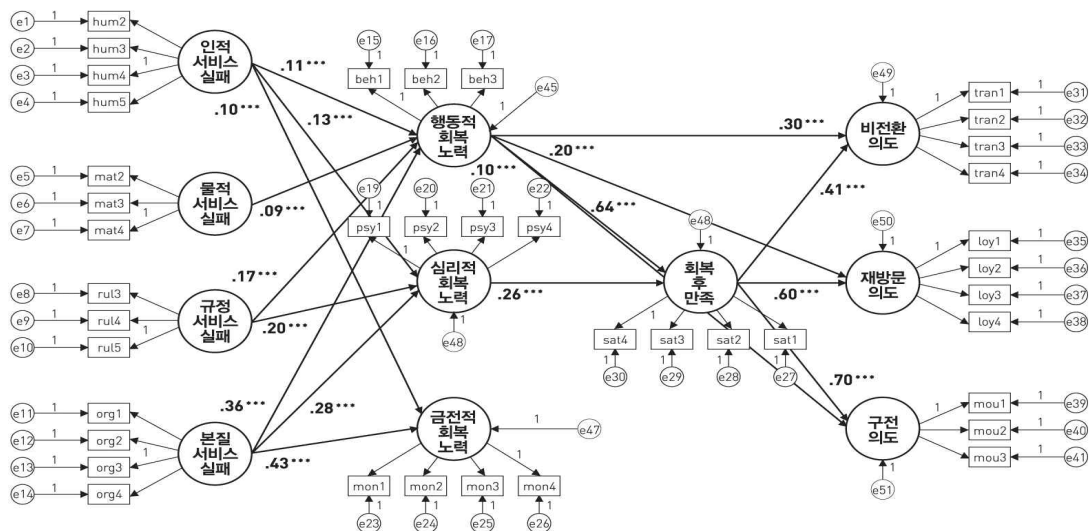 e1 1 hum2
e2 1 hum3
e3 1 hum4 1
e4 1 hum5
인적
서비스
실패
e5 1 mat2
e6 1 mat3
e7 1 mat4 1
물적
서비스
실패
e8 1 rul3
e9 1 rul4
e10 1 rul5 1
규정
서비스
실패
e11 1 org1
e12 1 org2
e13 1 org3 1
e14 1 org4
본질
서비스
실패
.11***
.10***
.13***
.09***
.17***
.20***
.36***
.28***
.43***
e15 e16 e17
1 1 1
beh1 beh2 beh3
1
e45
1
행동적
회복
노력
e19 e20 e21 e22
1 1 1 1
psy1 psy2 psy3 psy4
1
심리적
회복
노력
1
e48
금전적
회복
노력
1 e47
1
mon1 mon2 mon3 mon4
1 1 1 1
e23 e24 e25 e26
.30***
.20***
.10***
.64***
.26***
.41***
.60***
.70***
e48
1
회복
후
만족
1
sat4 sat3 sat2 sat1
1 1 1 1
e30 e29 e28 e27
e49
1
비전환
의도
1 tran1 1 e31
tran2 1 e32
tran3 1 e33
tran4 1 e34
e50
1
재방문
의도
1 loy1 1 e35
loy2 1 e36
loy3 1 e37
loy4 1 e38
구전
의도
1
e51
1 mou1 1 e39
mou2 1 e40
mou3 1 e41